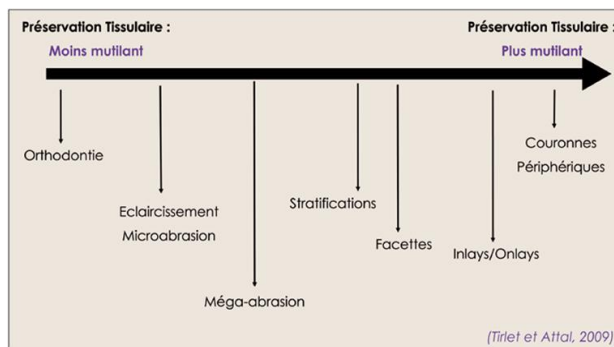 Préservation Tissulaire :
Moins mutilant
Préservation Tissulaire :
Plus mutilant
Orthodontie
Eclaircissement
Microabrasion
Méga-abrasion
Stratifications
Facettes
Inlays/Onlays
Couronnes
Périphériques
(Tirlet et Attal, 2009)